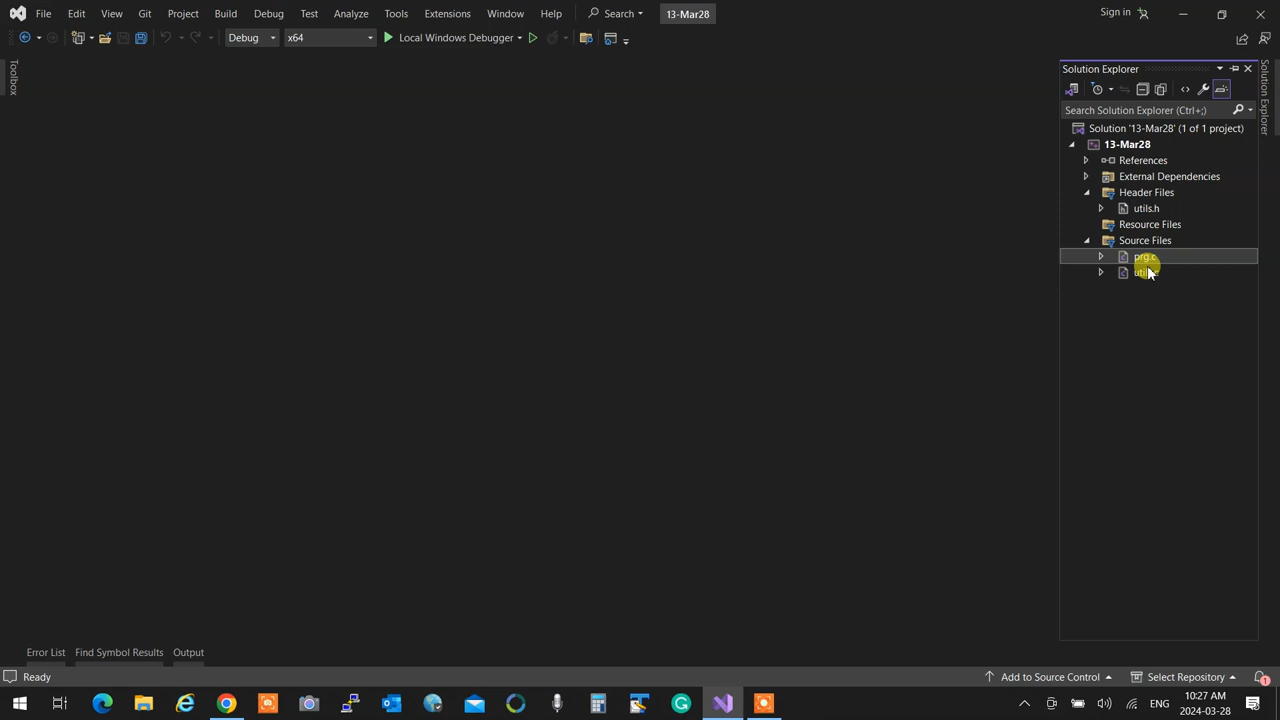 File Edit View Git Project Build Debug Test Analyze Tools Extensions Window Help Search 13-Mar28 Sign in
Debug x64 Local Windows Debugger
Toolbox
Solution Explorer
Solution Explorer
Search Solution Explorer (Ctrl+;)
Solution '13-Mar28' (1 of 1 project)
13-Mar28
References
External Dependencies
Header Files
utils.h
Resource Files
Source Files
prg.c
Error List Find Symbol Results Output
Ready Add to Source Control Select Repository 1
ENG 10:27 AM
2024-03-28